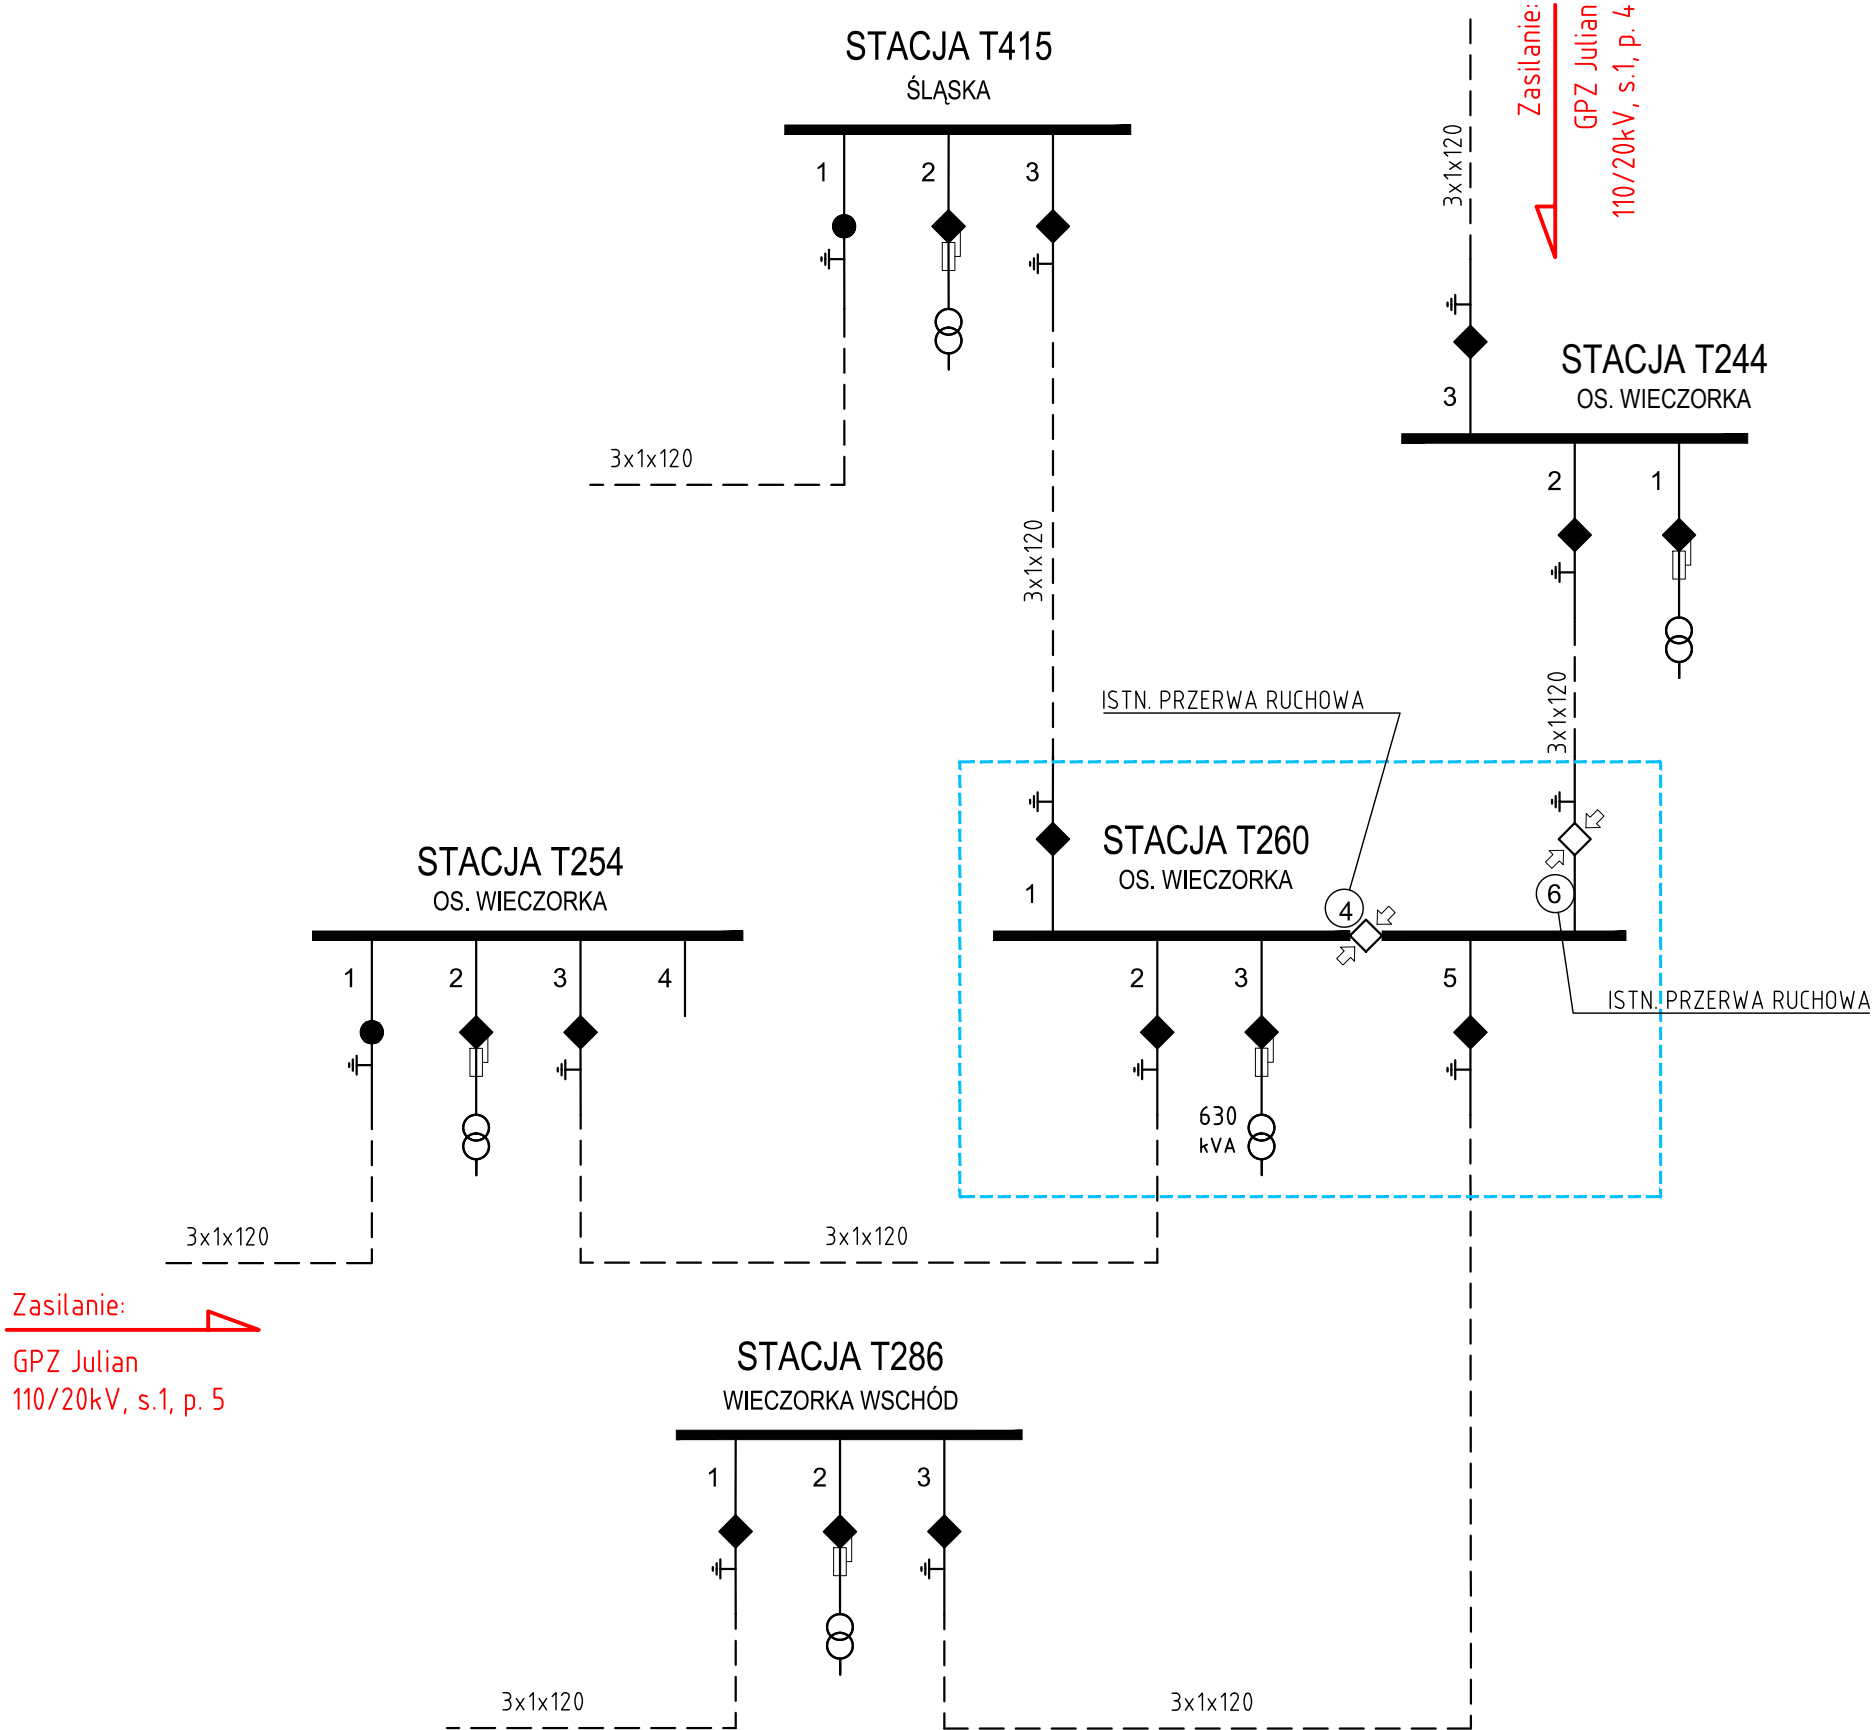 STACJA T415
ŚLĄSKA
1
2
3
3x1x120
3x1x120
3x1x120
Zasilanie:
GPZ Julian
110/20kV, s.1, p. 4
STACJA T244
OS. WIECZORKA
3
2
1
3x1x120
ISTN. PRZERWA RUCHOWA
STACJA T260
OS. WIECZORKA
1
4
6
2
3
5
630
kVA
ISTN. PRZERWA RUCHOWA
STACJA T254
OS. WIECZORKA
1
2
3
4
3x1x120
3x1x120
Zasilanie:
GPZ Julian
110/20kV, s.1, p. 5
STACJA T286
WIECZORKA WSCHÓD
1
2
3
3x1x120
3x1x120